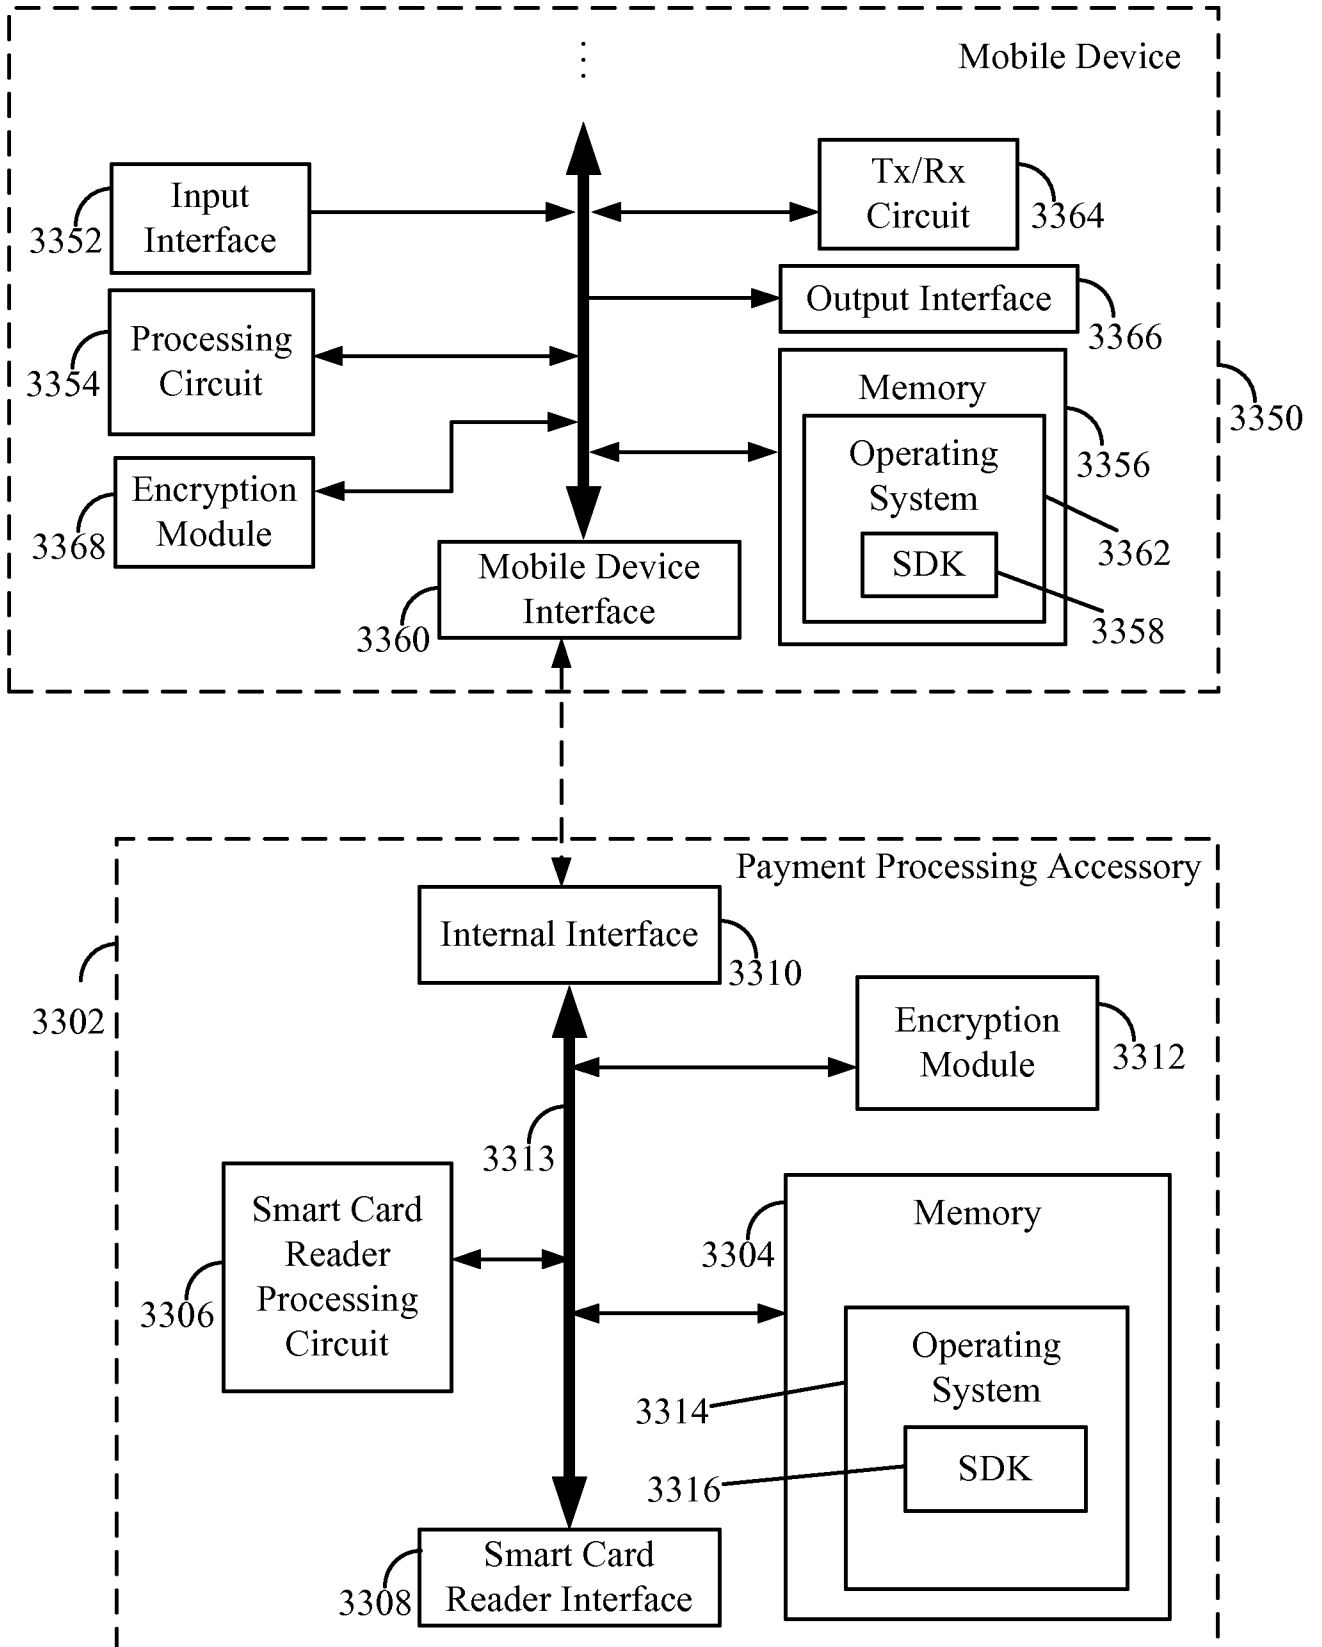 Mobile Device
Input
Interface
3352
Tx/Rx
Circuit
3364
Output Interface
3366
Processing
Circuit
3354
Memory
3356
3350
Operating
System
3362
SDK
3358
Encryption
Module
3368
Mobile Device
Interface
3360
Payment Processing Accessory
Internal Interface
3310
3302
Encryption
Module
3312
3313
Smart Card
Reader
Processing
Circuit
3306
Memory
3304
Operating
System
3314
SDK
3316
Smart Card
Reader Interface
3308